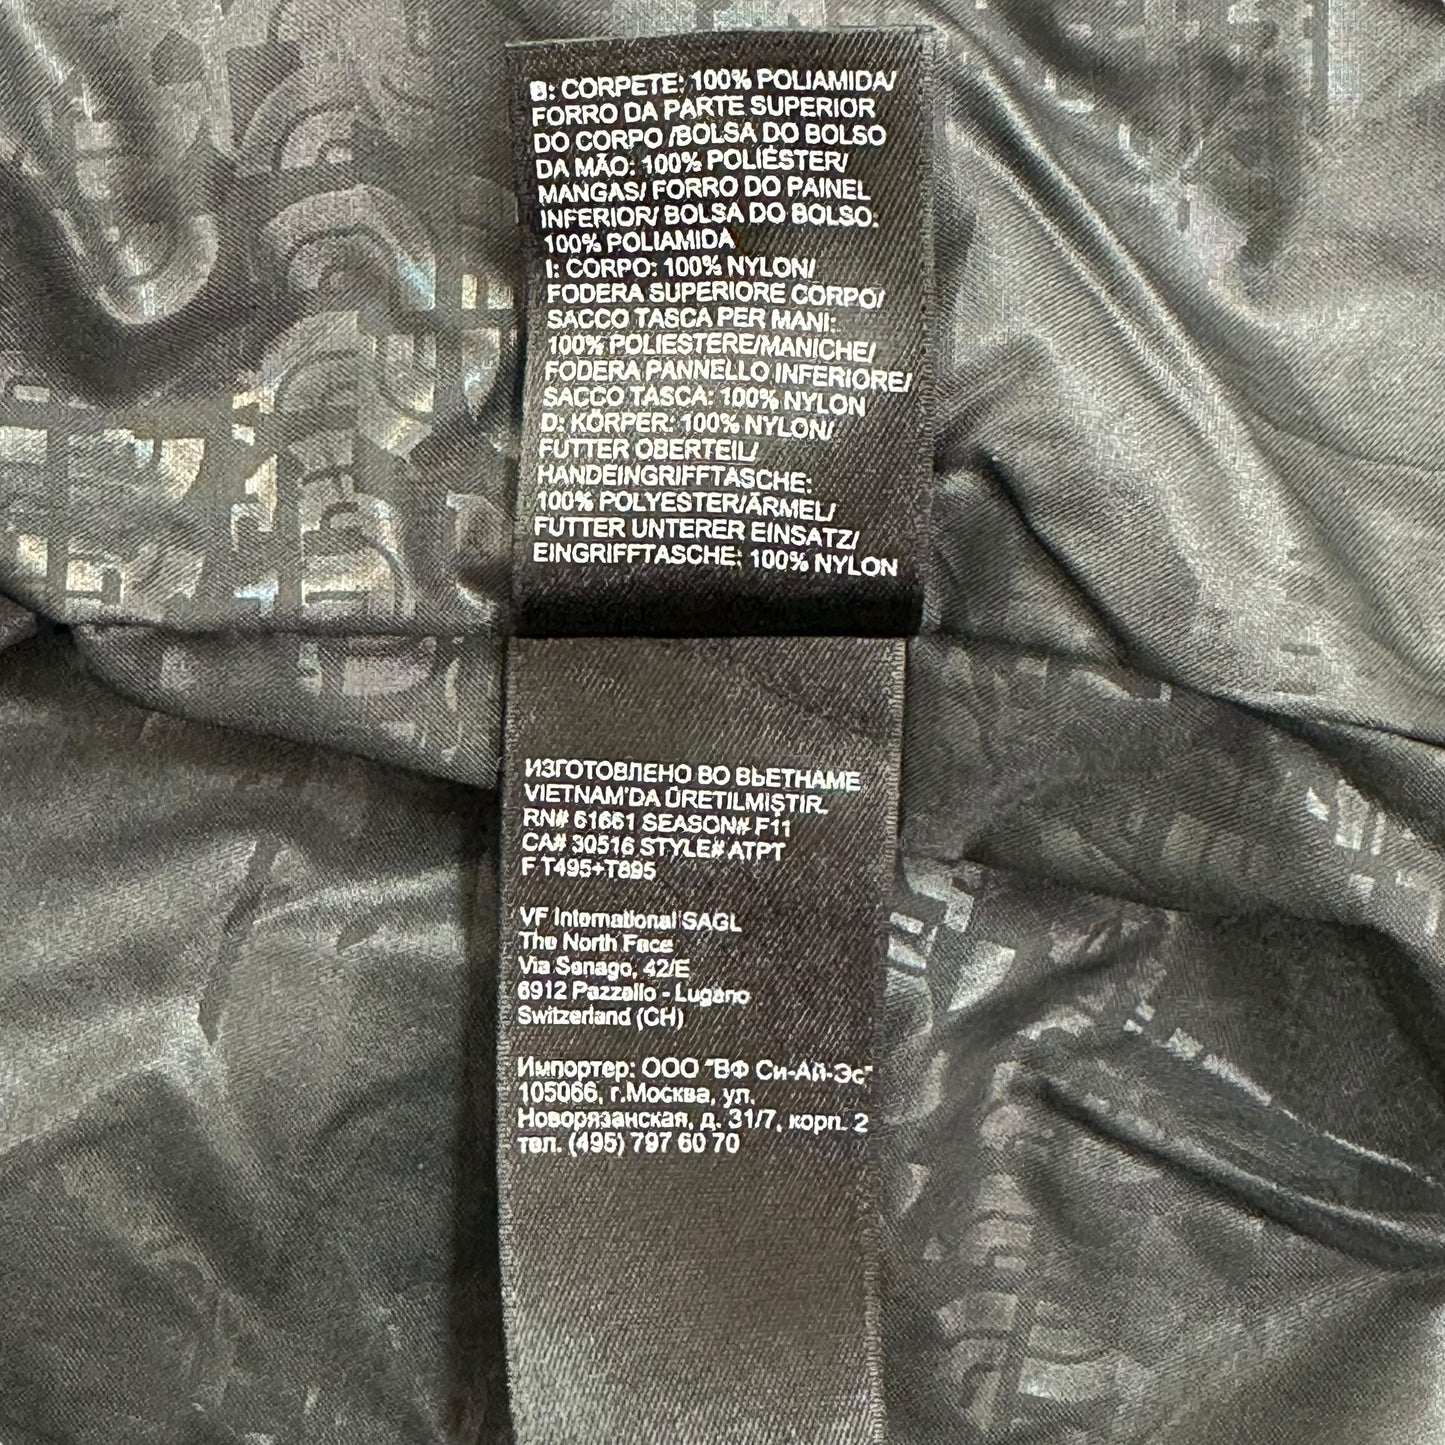 B: CORPETE: 100% POLIAMIDA/
FORRO DA PARTE SUPERIOR
DO CORPO /BOLSA DO BOLSO
DA MÃO: 100% POLIÉSTER/
MANGAS/ FORRO DO PAINEL
INFERIOR/ BOLSA DO BOLSO:
100% POLIAMIDA
I: CORPO: 100% NYLON/
FODERA SUPERIORE CORPO/
SACCO TASCA PER MANI:
100% POLIESTERE/MANICHE/
FODERA PANNELLO INFERIORE/
SACCO TASCA: 100% NYLON
D: KÖRPER: 100% NYLON/
FUTTER OBERTEIL/
HANDEINGRIFFTASCHE:
100% POLYESTER/ÄRMEL/
FUTTER UNTERER EINSATZ/
EINGRIFFTASCHE: 100% NYLON
ИЗГОТОВЛЕНО ВО ВЬЕТНАМЕ
VIETNAM'DA ÜRETILMIŞTIR.
RN# 61661 SEASON# F11
CA# 30516 STYLE# ATPT
F T495+T895
VF International SAGL
The North Face
Via Senago, 42/E
6912 Pazzallo - Lugano
Switzerland (CH)
Импортер: ООО "ВФ Си-Ай-Эс"
105066, г.Москва, ул.
Новорязанская, д. 31/7, корп. 2
тел. (495) 797 60 70